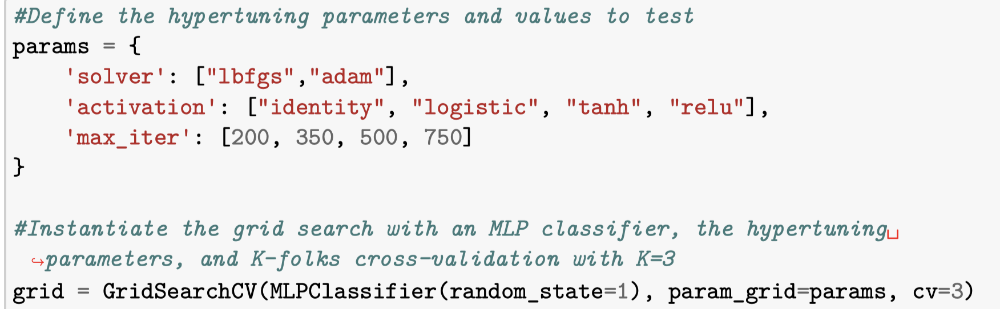 #Define the hypertuning parameters and values to test
params = {
    'solver': ["lbfgs","adam"],
    'activation': ["identity", "logistic", "tanh", "relu"],
    'max_iter': [200, 350, 500, 750]
}
#Instantiate the grid search with an MLP classifier, the hypertuning␣
↪parameters, and K-folks cross-validation with K=3
grid = GridSearchCV(MLPClassifier(random_state=1), param_grid=params, cv=3)